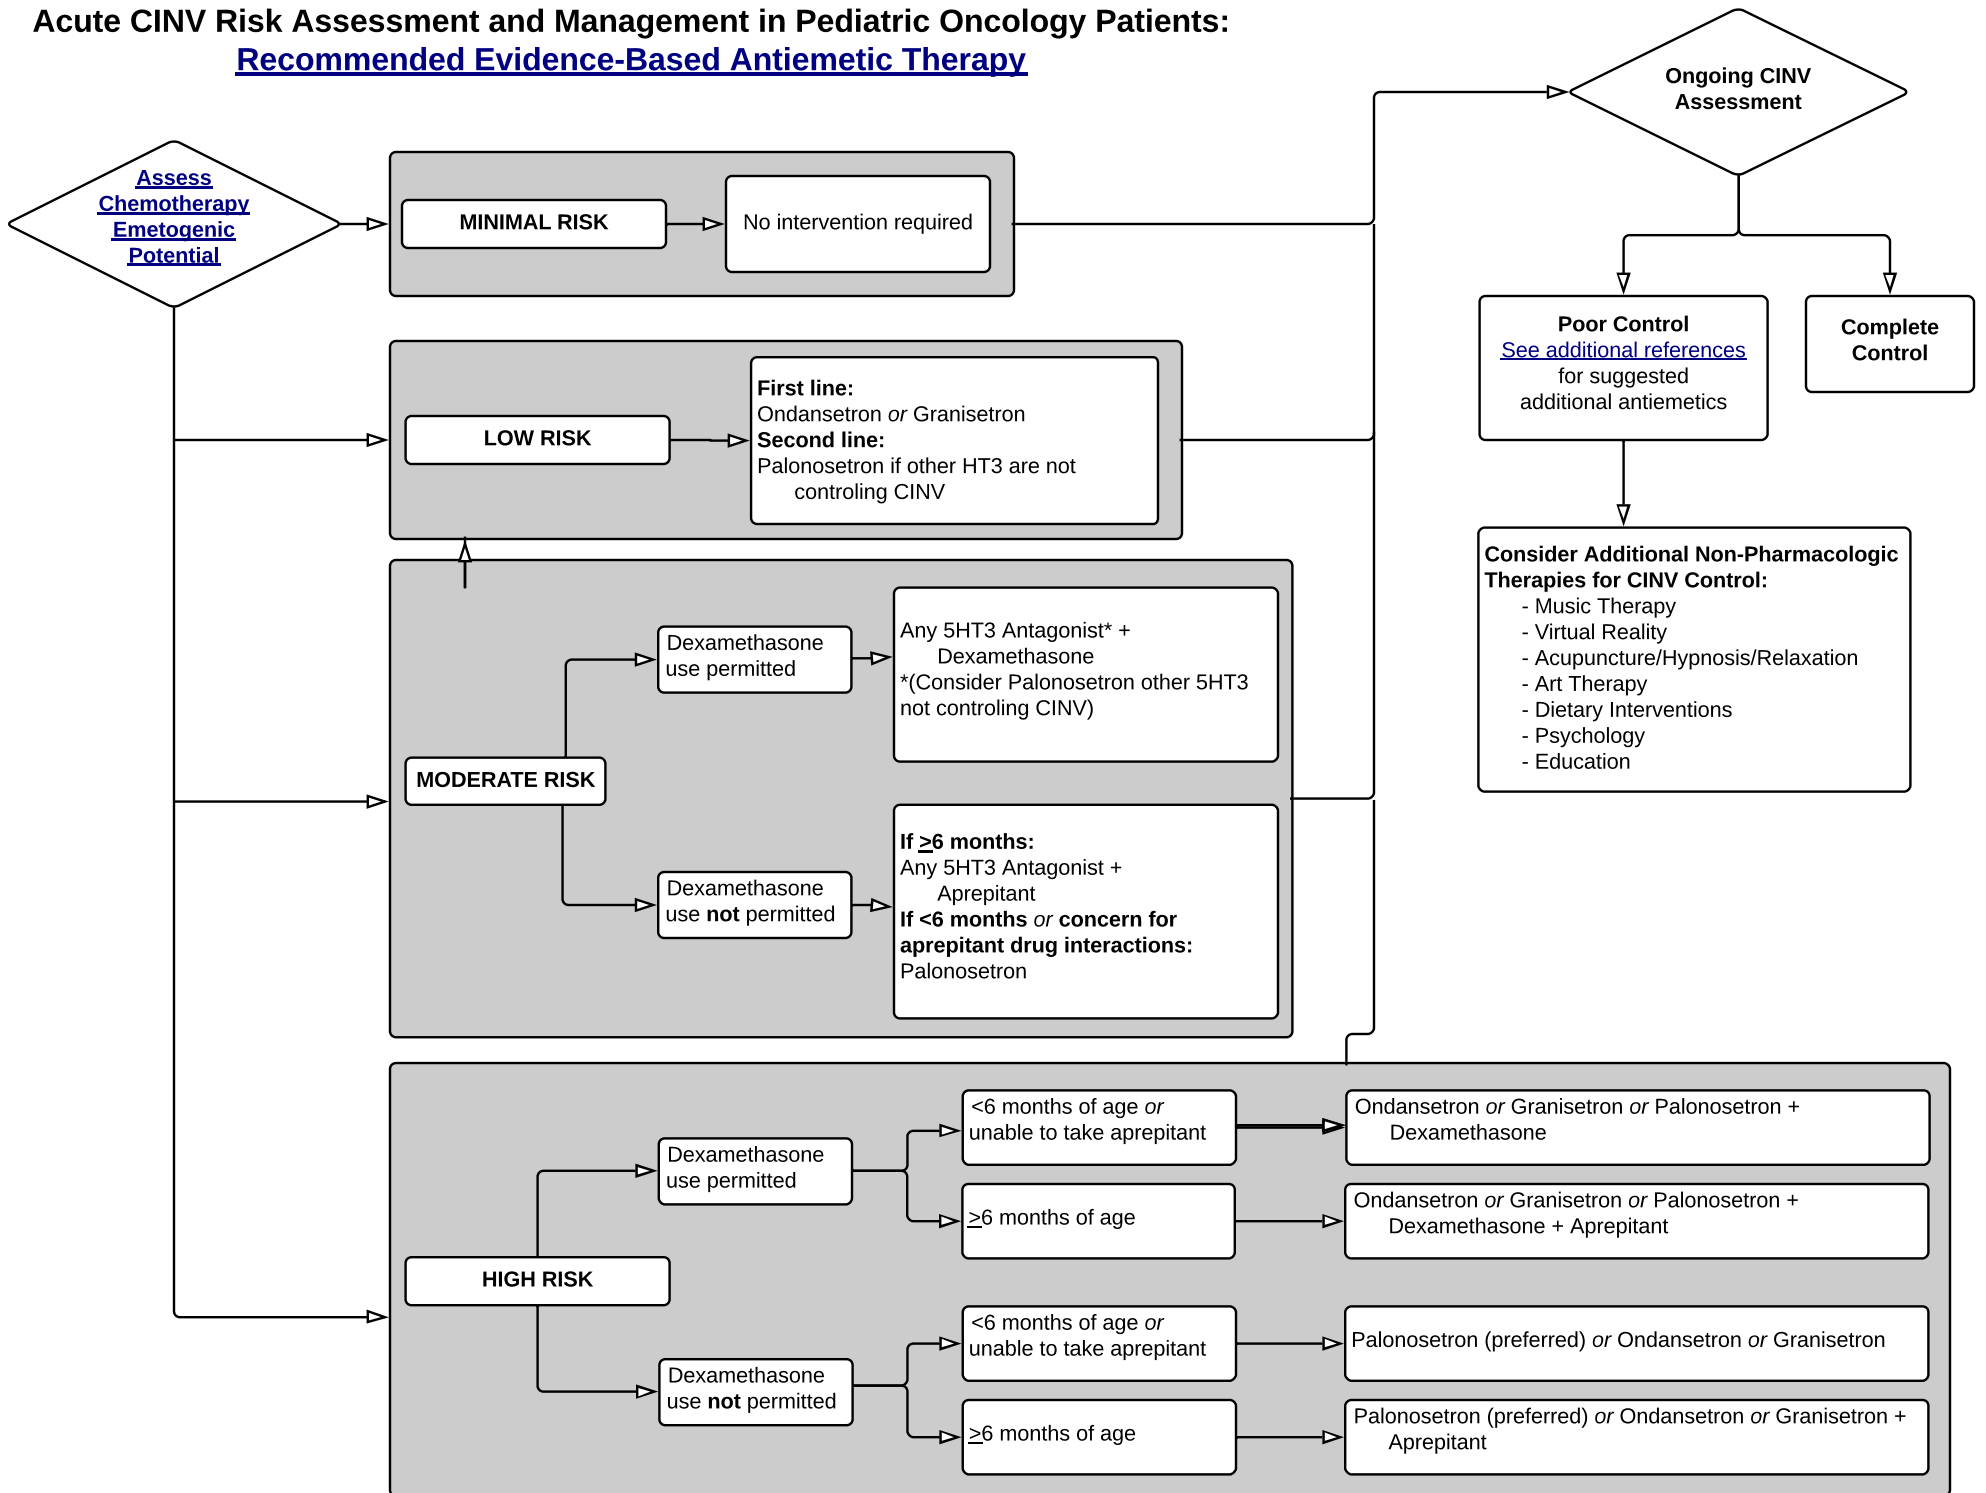 Acute CINV Risk Assessment and Management in Pediatric Oncology Patients:
Recommended Evidence-Based Antiemetic Therapy
Assess
Chemotherapy
Emetogenic
Potential
MINIMAL RISK
No intervention required
LOW RISK
First line:
Ondansetron or Granisetron
Second line:
Palonosetron if other HT3 are not
controling CINV
MODERATE RISK
Dexamethasone
use permitted
Any 5HT3 Antagonist* +
Dexamethasone
*(Consider Palonosetron other 5HT3
not controling CINV)
Dexamethasone
use not permitted
If >6 months:
Any 5HT3 Antagonist +
Aprepitant
If <6 months or concern for
aprepitant drug interactions:
Palonosetron
HIGH RISK
Dexamethasone
use permitted
<6 months of age or
unable to take aprepitant
Ondansetron or Granisetron or Palonosetron +
Dexamethasone
>6 months of age
Ondansetron or Granisetron or Palonosetron +
Dexamethasone + Aprepitant
Dexamethasone
use not permitted
<6 months of age or
unable to take aprepitant
Palonosetron (preferred) or Ondansetron or Granisetron
>6 months of age
Palonosetron (preferred) or Ondansetron or Granisetron +
Aprepitant
Ongoing CINV
Assessment
Poor Control
See additional references
for suggested
additional antiemetics
Complete
Control
Consider Additional Non-Pharmacologic
Therapies for CINV Control:
- Music Therapy
- Virtual Reality
- Acupuncture/Hypnosis/Relaxation
- Art Therapy
- Dietary Interventions
- Psychology
- Education